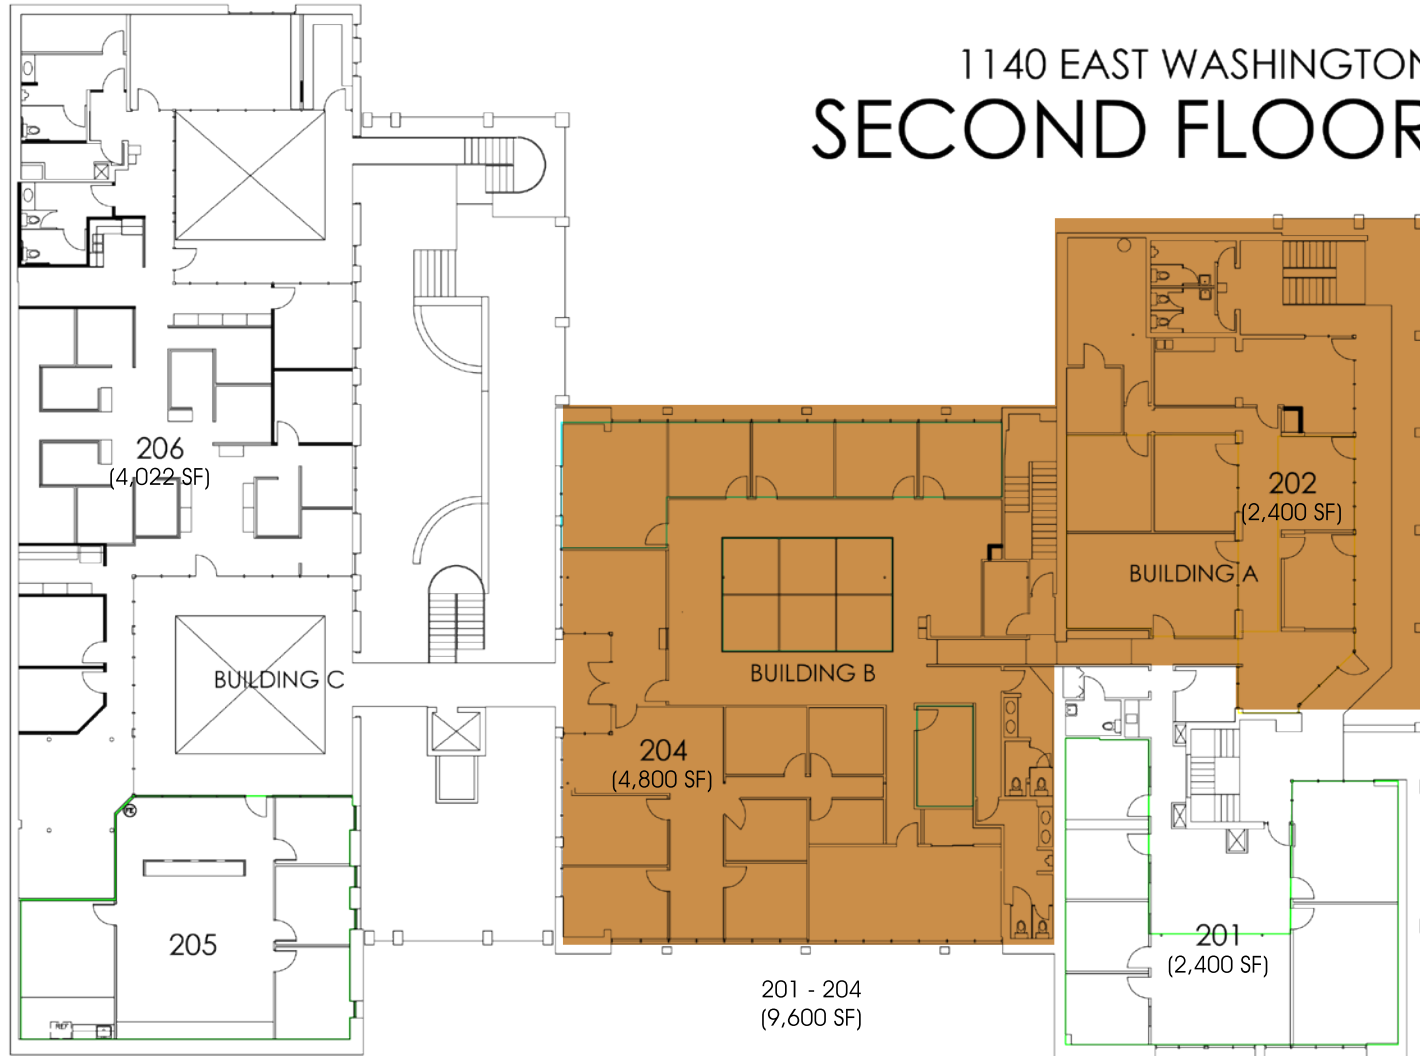 1140 EAST WASHINGTON
SECOND FLOOR
206
(4,022 SF)
202
(2,400 SF)
BUILDING A
BUILDING C
BUILDING B
204
(4,800 SF)
205
201
(2,400 SF)
201 - 204
(9,600 SF)
REF